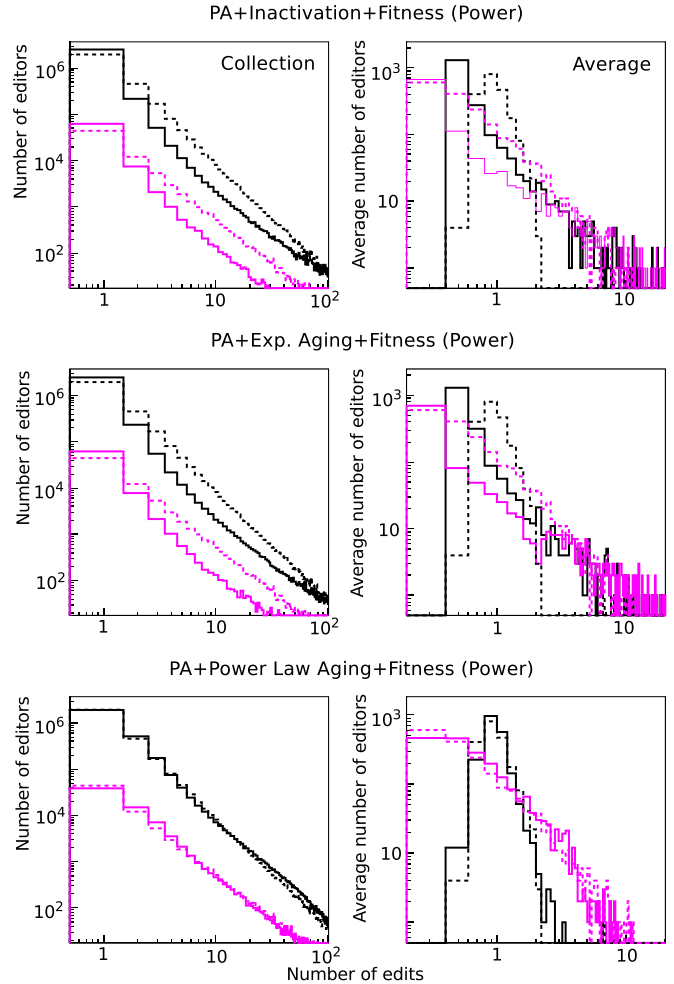 PA+Inactivation+Fitness (Power)
Number of editors
10^6
10^4
10^2
1
10
10^2
Collection
Average number of editors
10^3
10
1
10
Average
PA+Exp. Aging+Fitness (Power)
Number of editors
10^6
10^4
10^2
1
10
10^2
Average number of editors
10^3
10
1
10
PA+Power Law Aging+Fitness (Power)
Number of editors
10^6
10^4
10^2
1
10
10^2
Average number of editors
10^3
10
1
10
Number of edits